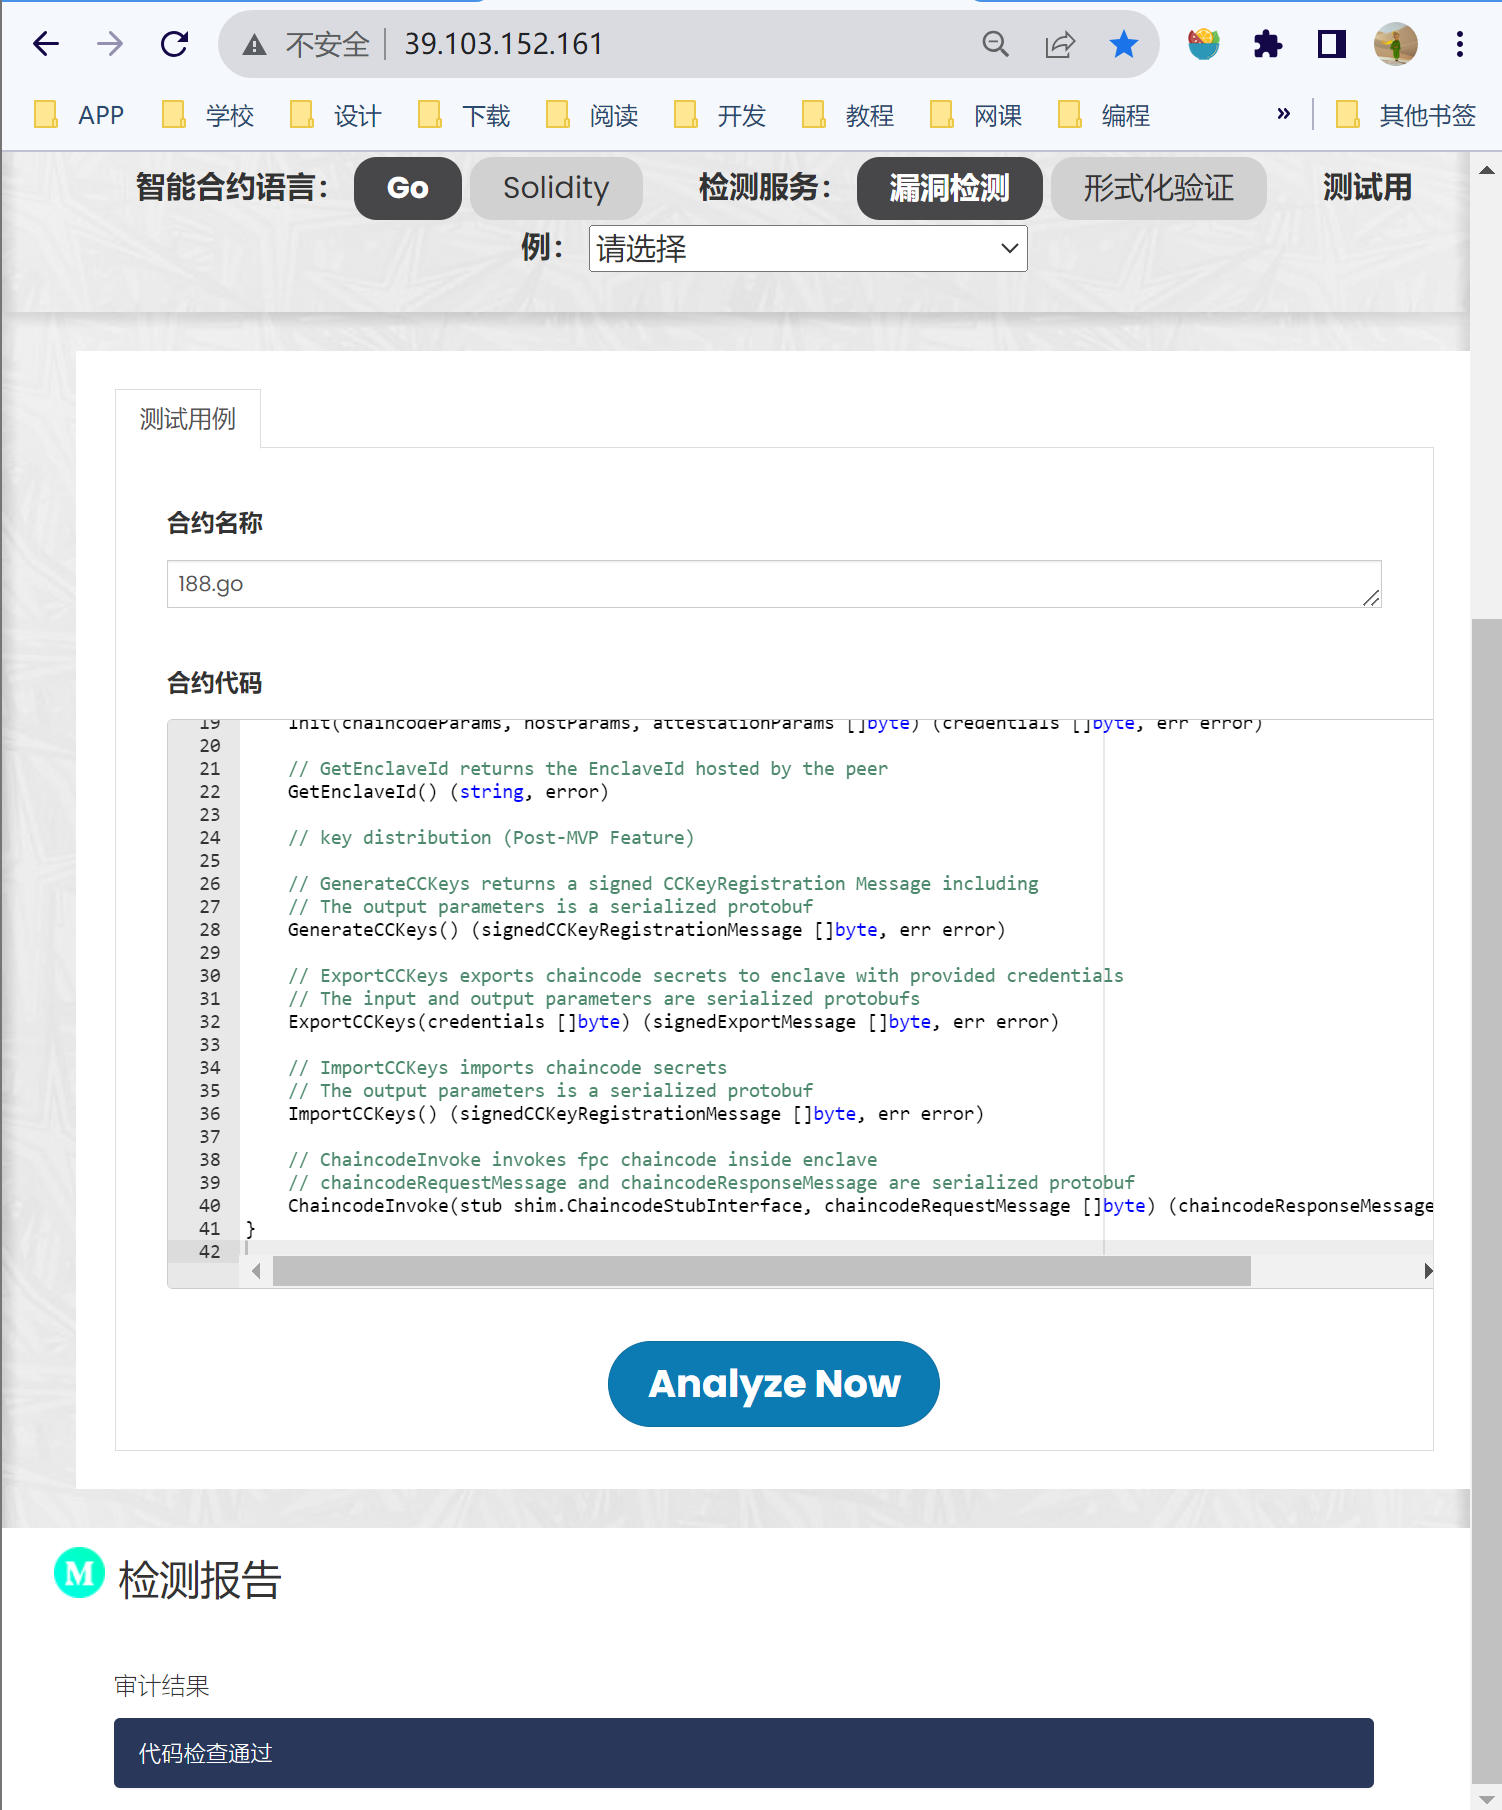 不安全 39.103.152.161
APP 学校 设计 下载 阅读 开发 教程 网课 编程 » 其他书签
智能合约语言： Go Solidity 检测服务： 漏洞检测 形式化验证 测试用
例： 请选择
测试用例
合约名称
188.go
合约代码
19 Init(chaincodeParams, hostParams, attestationParams []byte) (credentials []byte, err error)
20
21 // GetEnclaveId returns the EnclaveId hosted by the peer
22 GetEnclaveId() (string, error)
23
24 // key distribution (Post-MVP Feature)
25
26 // GenerateCCKeys returns a signed CCKeyRegistration Message including
27 // The output parameters is a serialized protobuf
28 GenerateCCKeys() (signedCCKeyRegistrationMessage []byte, err error)
29
30 // ExportCCKeys exports chaincode secrets to enclave with provided credentials
31 // The input and output parameters are serialized protobufs
32 ExportCCKeys(credentials []byte) (signedExportMessage []byte, err error)
33
34 // ImportCCKeys imports chaincode secrets
35 // The output parameters is a serialized protobuf
36 ImportCCKeys() (signedCCKeyRegistrationMessage []byte, err error)
37
38 // ChaincodeInvoke invokes fpc chaincode inside enclave
39 // chaincodeRequestMessage and chaincodeResponseMessage are serialized protobuf
40 ChaincodeInvoke(stub shim.ChaincodeStubInterface, chaincodeRequestMessage []byte) (chaincodeResponseMessage
41 }
42
Analyze Now
M 检测报告
审计结果
代码检查通过